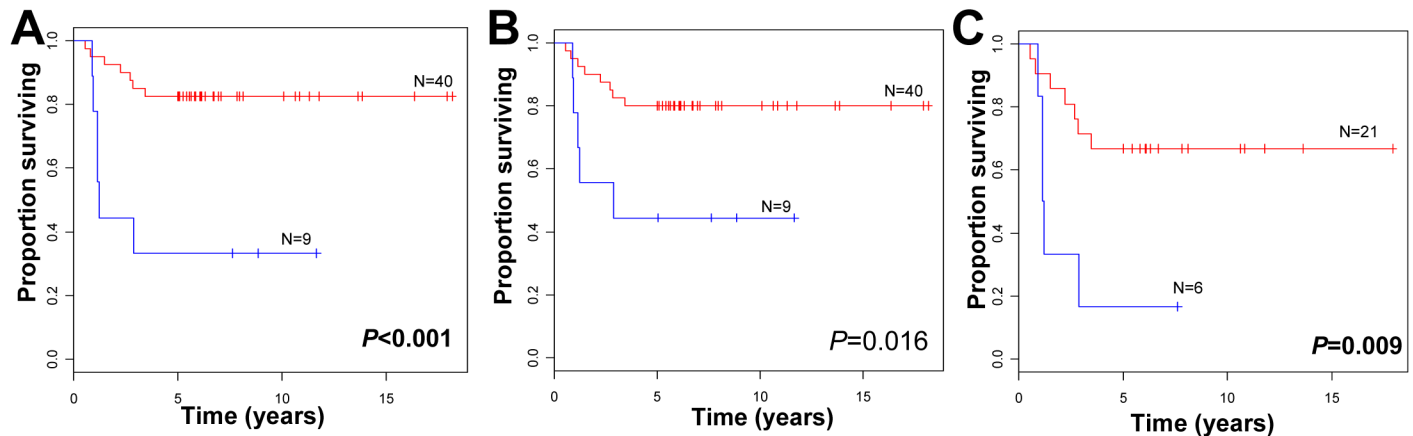 A
Proportion surviving
0.0 0.2 0.4 0.6 0.8 1.0
N=40
N=9
P<0.001
0 5 10 15
Time (years)
B
Proportion surviving
0.0 0.2 0.4 0.6 0.8 1.0
N=40
N=9
P=0.016
0 5 10 15
Time (years)
C
Proportion surviving
0.0 0.2 0.4 0.6 0.8 1.0
N=21
N=6
P=0.009
0 5 10 15
Time (years)